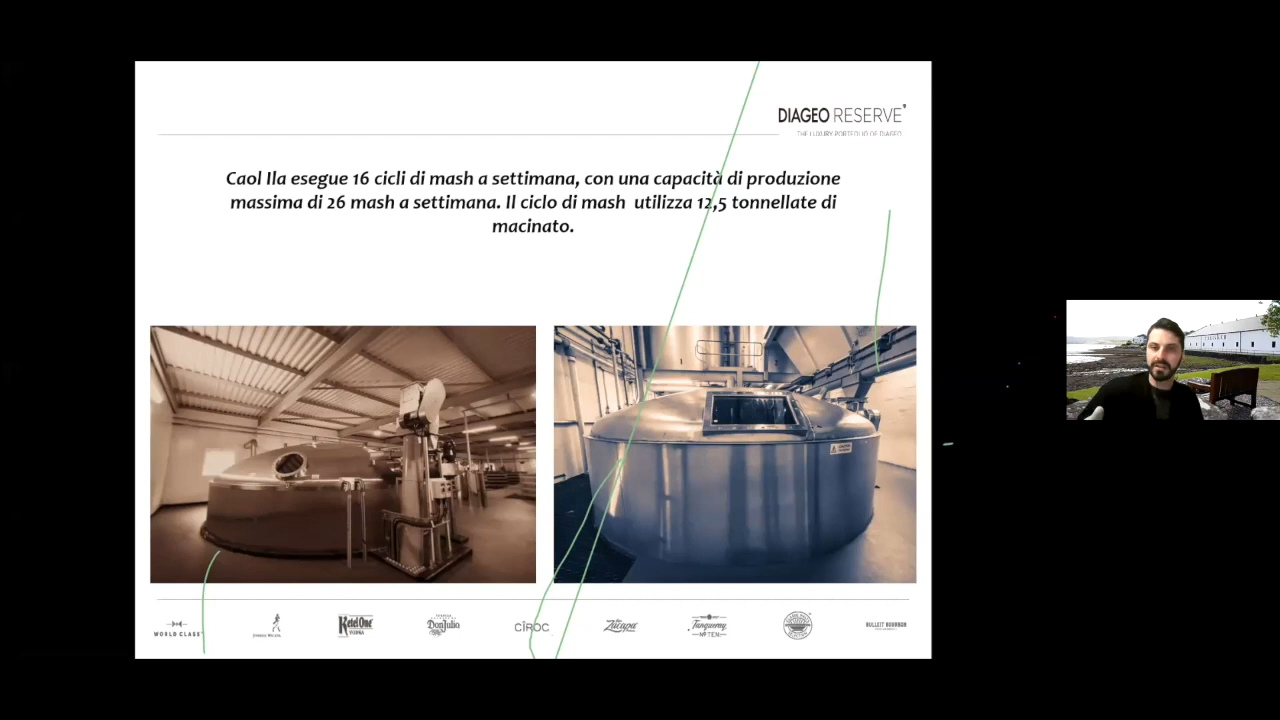 DIAGEO RESERVE
THE LUXURY PORTFOLIO OF DIAGEO
Caol Ila esegue 16 cicli di mash a settimana, con una capacità di produzione
massima di 26 mash a settimana. Il ciclo di mash utilizza 12,5 tonnellate di
macinato.
WORLD CLASS
JOHNNIE WALKER
Ketel One
VODKA
Don Julio
CÎROC
Zacapa
Tanqueray
Nº TEN
BULLEIT BOURBON